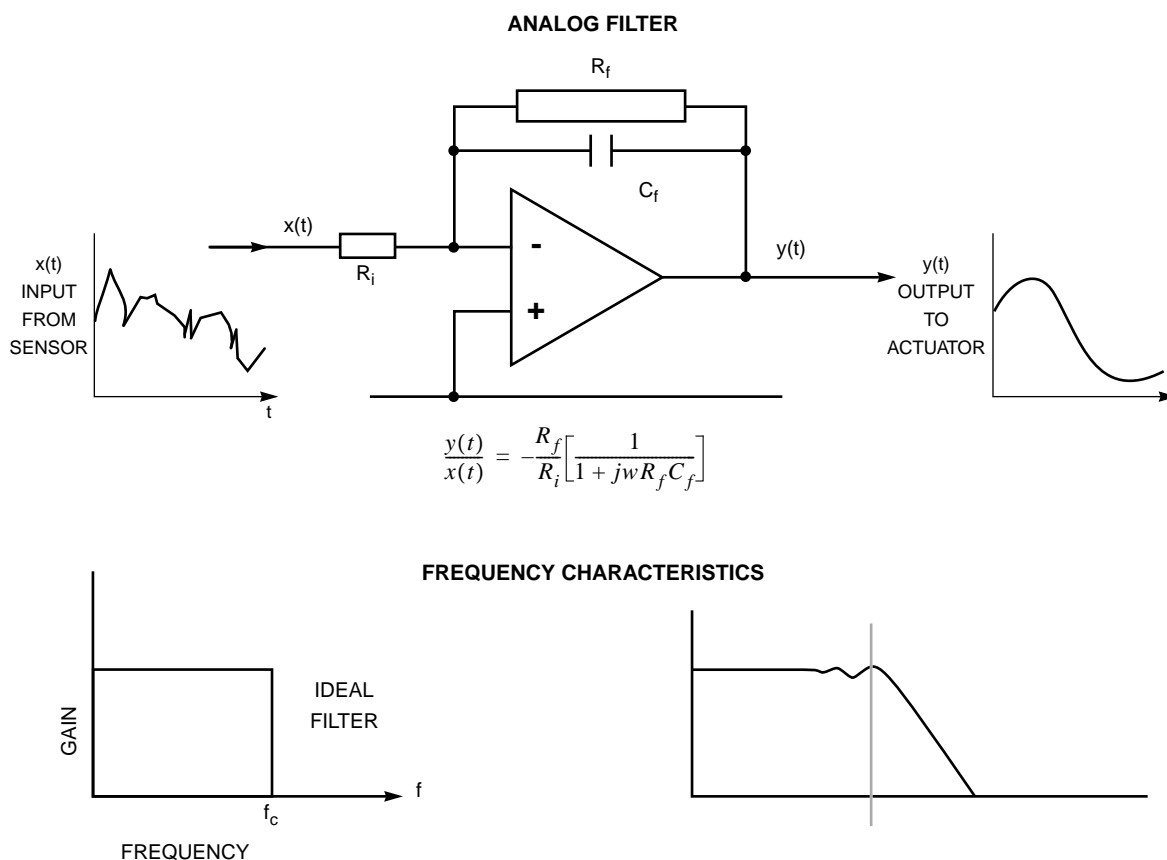 ANALOG FILTER
R_f
C_f
x(t)
R_i
-
+
y(t)
x(t)
INPUT
FROM
SENSOR
t
y(t)
OUTPUT
TO
ACTUATOR
y(t)/x(t) = -R_f/R_i [1/(1 + jwR_fC_f)]
FREQUENCY CHARACTERISTICS
GAIN
IDEAL
FILTER
f
f_c
FREQUENCY